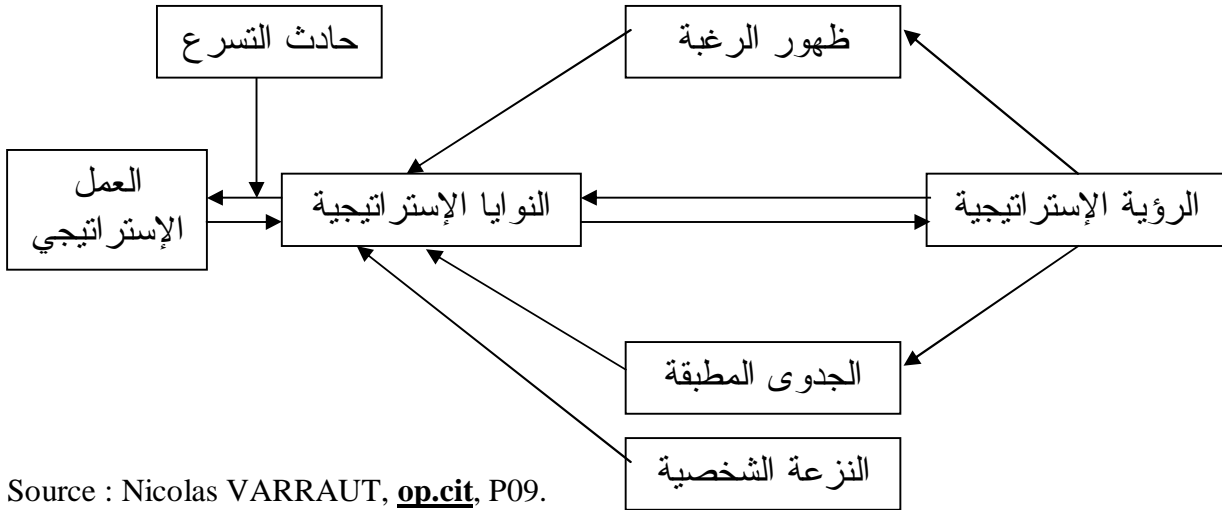 حادث التسرع
ظهور الرغبة
الرؤية الإستراتيجية
النوايا الإستراتيجية
العمل
الإستراتيجي
الجدوى المطبقة
النزعة الشخصية
Source : Nicolas VARRAUT, op.cit, P09.